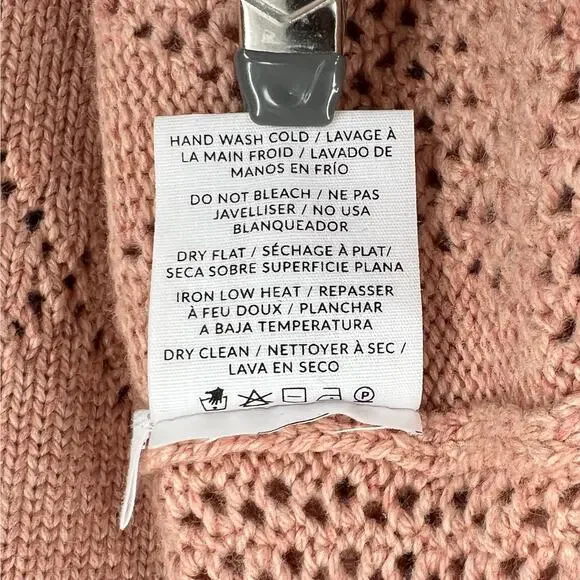 HAND WASH COLD / LAVAGE À
LA MAIN FROID / LAVADO DE
MANOS EN FRÍO
DO NOT BLEACH / NE PAS
JAVELLISER / NO USA
BLANQUEADOR
DRY FLAT / SÉCHAGE À PLAT/
SECA SOBRE SUPERFICIE PLANA
IRON LOW HEAT / REPASSER
À FEU DOUX / PLANCHAR
A BAJA TEMPERATURA
DRY CLEAN / NETTOYER À SEC /
LAVA EN SECO